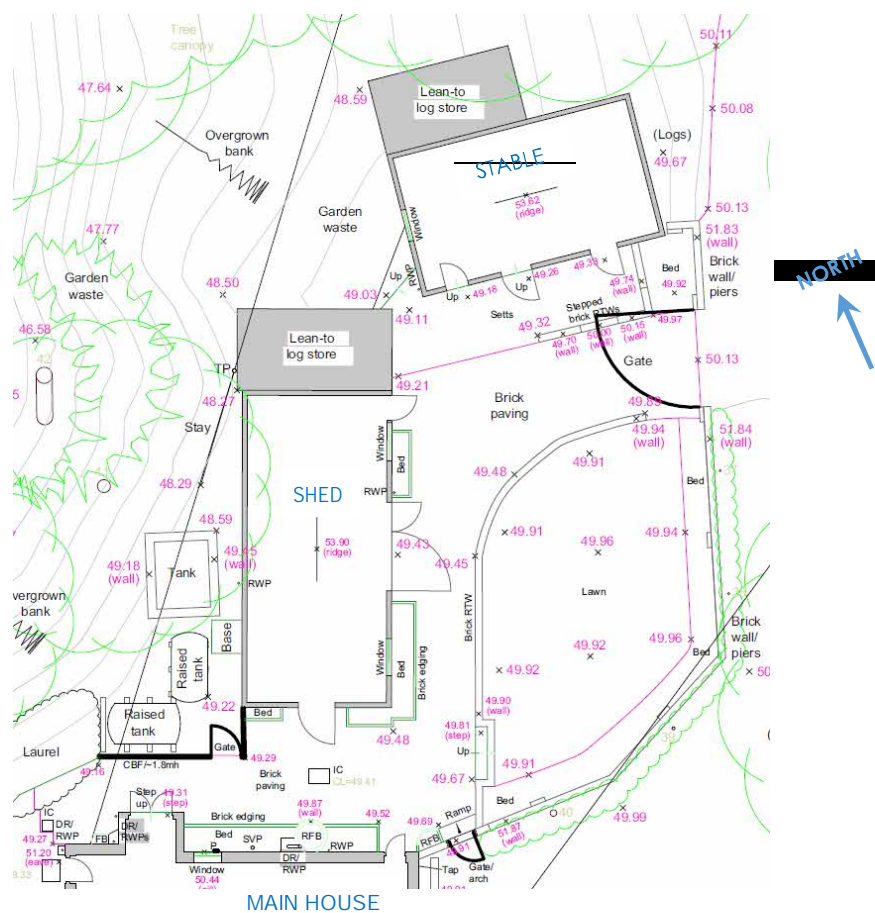 Tree
canopy
50.11
47.64
48.59
Lean-to
log store
50.08
Overgrown
bank
(Logs)
49.67
STABLE
53.62
(ridge)
50.13
Garden
waste
Window
47.77
51.83
(wall)
Brick
wall/
piers
NORTH
Garden
waste
Up
RWP
49.33
49.26
Bed
49.92
49.74
(wall)
48.50
49.03
Up
49.18
49.11
Setts
Stepped
brick RTWs
49.32
49.70
(wall)
50.00
(wall)
50.15
(wall)
49.97
46.58
Lean-to
log store
42
Gate
50.13
TP
49.21
48.27
Brick
paving
49.89
49.94
(wall)
51.84
(wall)
Stay
Window
Bed
49.91
Bed
49.48
RWP
48.29
SHED
48.59
49.43
49.91
49.94
53.90
(ridge)
49.45
49.96
49.45
(wall)
49.18
(wall)
Tank
RWP
Lawn
bank
Base
Brick RTW
Brick
wall/
piers
Window
Bed
Brick edging
49.96
Bed
Raised
tank
49.92
49.92
49.22
Bed
49.90
(wall)
Raised
tank
49.81
(step)
49.48
Up
Gate
Laurel
49.29
CBF/~1.8mh
49.16
Brick
paving
IC
CL=49.41
49.67
49.91
39
Step
up
49.31
(step)
49.87
(wall)
49.52
Bed
40
49.99
Ramp
49.69
IC
DR/
RWP
DR/
RWPs
Brick edging
Bed
P
SVP
RFB
RWP
RFB
49.91
51.87
(wall)
49.27
FB
51.20
(eave)
DR/
RWP
Window
50.44
Tap
Gate/
arch
MAIN HOUSE